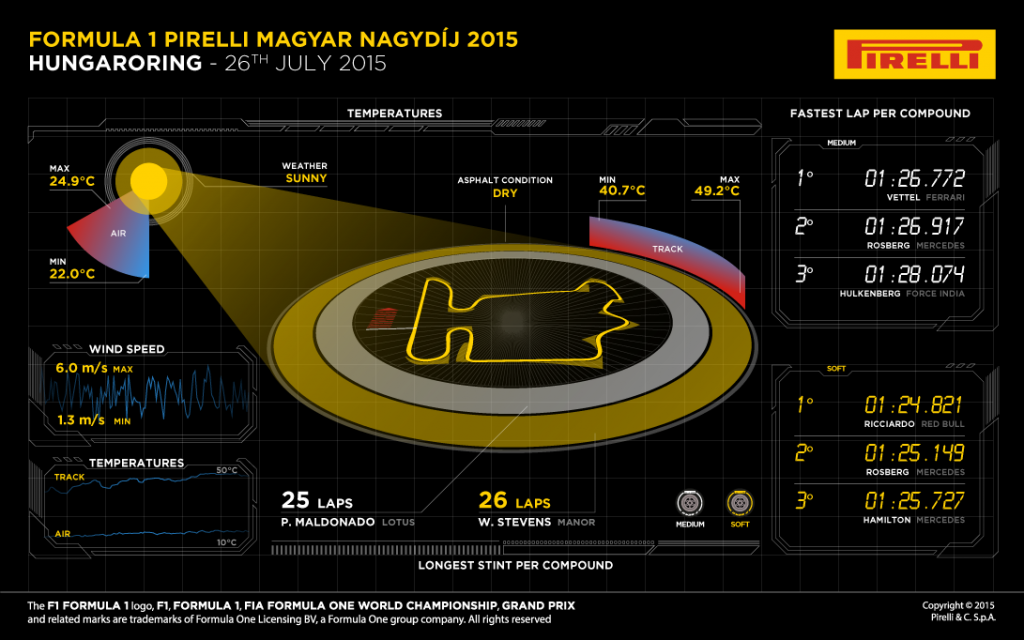 FORMULA 1 PIRELLI MAGYAR NAGYDÍJ 2015
HUNGARORING - 26TH JULY 2015
PIRELLI
TEMPERATURES
MAX
24.9°C
AIR
MIN
22.0°C
WEATHER
SUNNY
ASPHALT CONDITION
DRY
MIN
40.7°C
MAX
49.2°C
TRACK
WIND SPEED
6.0 m/s MAX
1.3 m/s MIN
TEMPERATURES
TRACK
50°C
AIR
10°C
25 LAPS
P. MALDONADO LOTUS
26 LAPS
W. STEVENS MANOR
MEDIUM
SOFT
LONGEST STINT PER COMPOUND
FASTEST LAP PER COMPOUND
MEDIUM
1° 01:26.772
VETTEL FERRARI
2° 01:26.917
ROSBERG MERCEDES
3° 01:28.074
HULKENBERG FORCE INDIA
SOFT
1° 01:24.821
RICCIARDO RED BULL
2° 01:25.149
ROSBERG MERCEDES
3° 01:25.727
HAMILTON MERCEDES
The F1 FORMULA 1 logo, F1, FORMULA 1, FIA FORMULA ONE WORLD CHAMPIONSHIP, GRAND PRIX
and related marks are trademarks of Formula One Licensing BV, a Formula One group company. All rights reserved
Copyright © 2015
Pirelli & C. S.p.A.